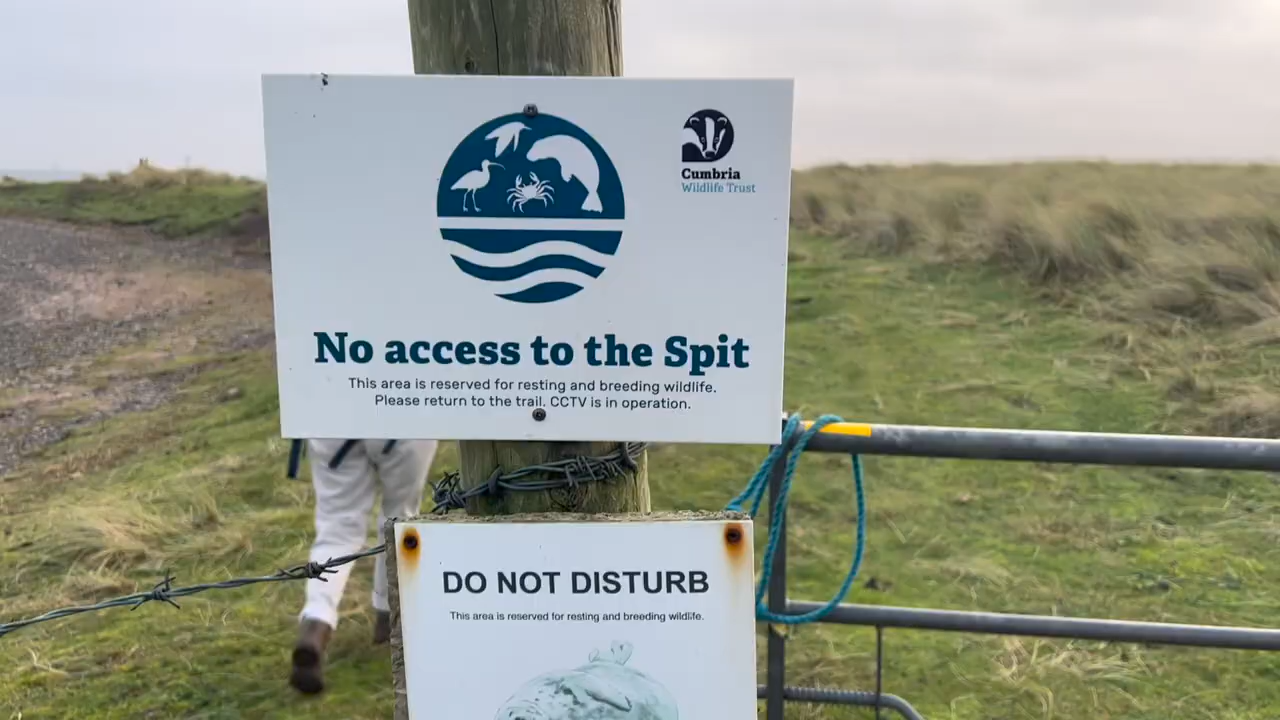 Cumbria
Wildlife Trust
No access to the Spit
This area is reserved for resting and breeding wildlife.
Please return to the trail. CCTV is in operation.
DO NOT DISTURB
This area is reserved for resting and breeding wildlife.